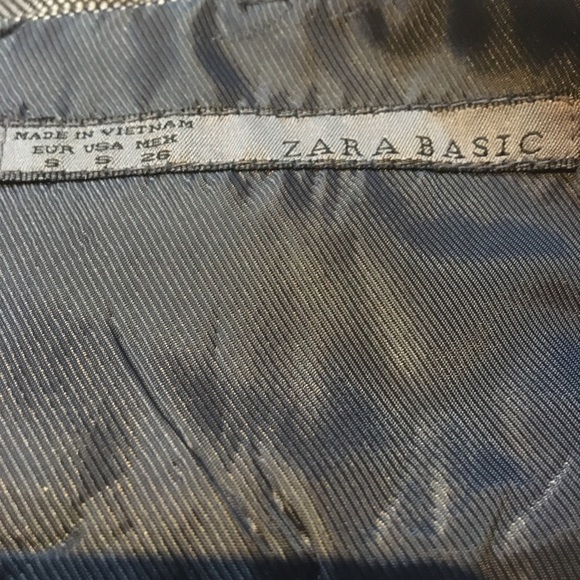 MADE IN VIETNAM
EUR USA MEX
S S 26
ZARA BASIC